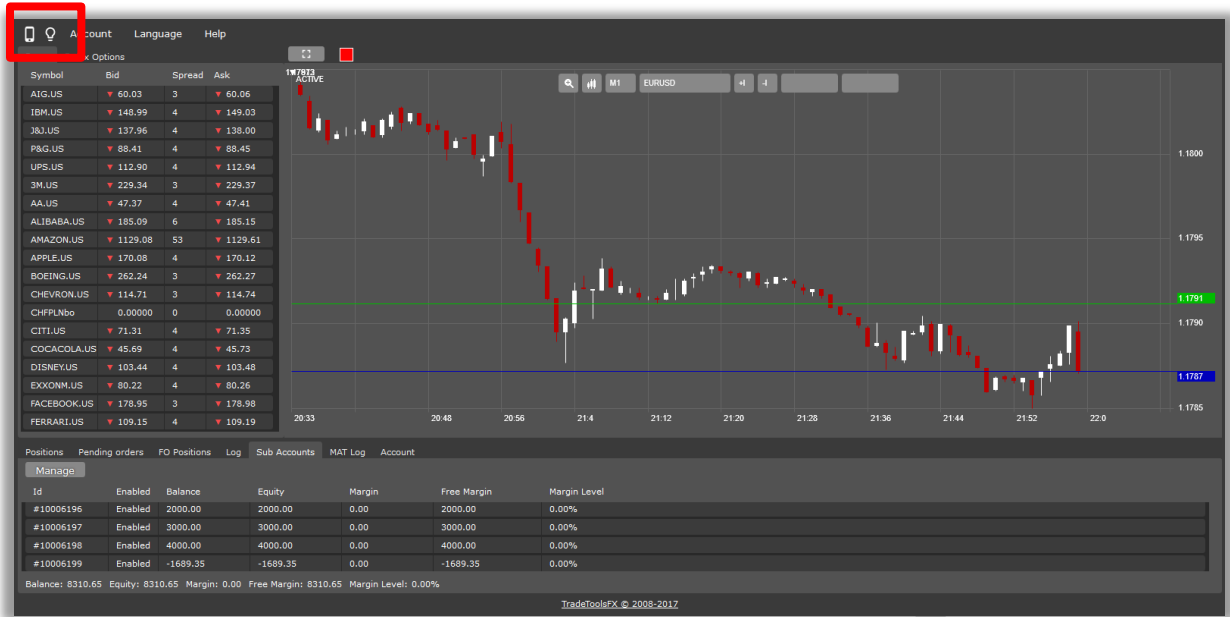 Account Language Help
x Options
Symbol Bid Spread Ask
AIG.US ▼ 60.03 3 ▼ 60.06
IBM.US ▼ 148.99 4 ▼ 149.03
J&J.US ▼ 137.96 4 ▼ 138.00
P&G.US ▼ 88.41 4 ▼ 88.45
UPS.US ▼ 112.90 4 ▼ 112.94
3M.US ▼ 229.34 3 ▼ 229.37
AA.US ▼ 47.37 4 ▼ 47.41
ALIBABA.US ▼ 185.09 6 ▼ 185.15
AMAZON.US ▼ 1129.08 53 ▼ 1129.61
APPLE.US ▼ 170.08 4 ▼ 170.12
BOEING.US ▼ 262.24 3 ▼ 262.27
CHEVRON.US ▼ 114.71 3 ▼ 114.74
CHFPLNbo 0.00000 0 0.00000
CITI.US ▼ 71.31 4 ▼ 71.35
COCACOLA.US ▼ 45.69 4 ▼ 45.73
DISNEY.US ▼ 103.44 4 ▼ 103.48
EXXONM.US ▼ 80.22 4 ▼ 80.26
FACEBOOK.US ▼ 178.95 3 ▼ 178.98
FERRARI.US ▼ 109.15 4 ▼ 109.19
ACTIVE
M1 EURUSD +I -I
1.1800
1.1795
1.1791
1.1790
1.1787
1.1785
20:33 20:48 20:56 21:4 21:12 21:20 21:28 21:36 21:44 21:52 22:0
Positions Pending orders FO Positions Log Sub Accounts MAT Log Account
Manage
Id Enabled Balance Equity Margin Free Margin Margin Level
#10006196 Enabled 2000.00 2000.00 0.00 2000.00 0.00%
#10006197 Enabled 3000.00 3000.00 0.00 3000.00 0.00%
#10006198 Enabled 4000.00 4000.00 0.00 4000.00 0.00%
#10006199 Enabled -1689.35 -1689.35 0.00 -1689.35 0.00%
Balance: 8310.65 Equity: 8310.65 Margin: 0.00 Free Margin: 8310.65 Margin Level: 0.00%
TradeToolsFX © 2008-2017